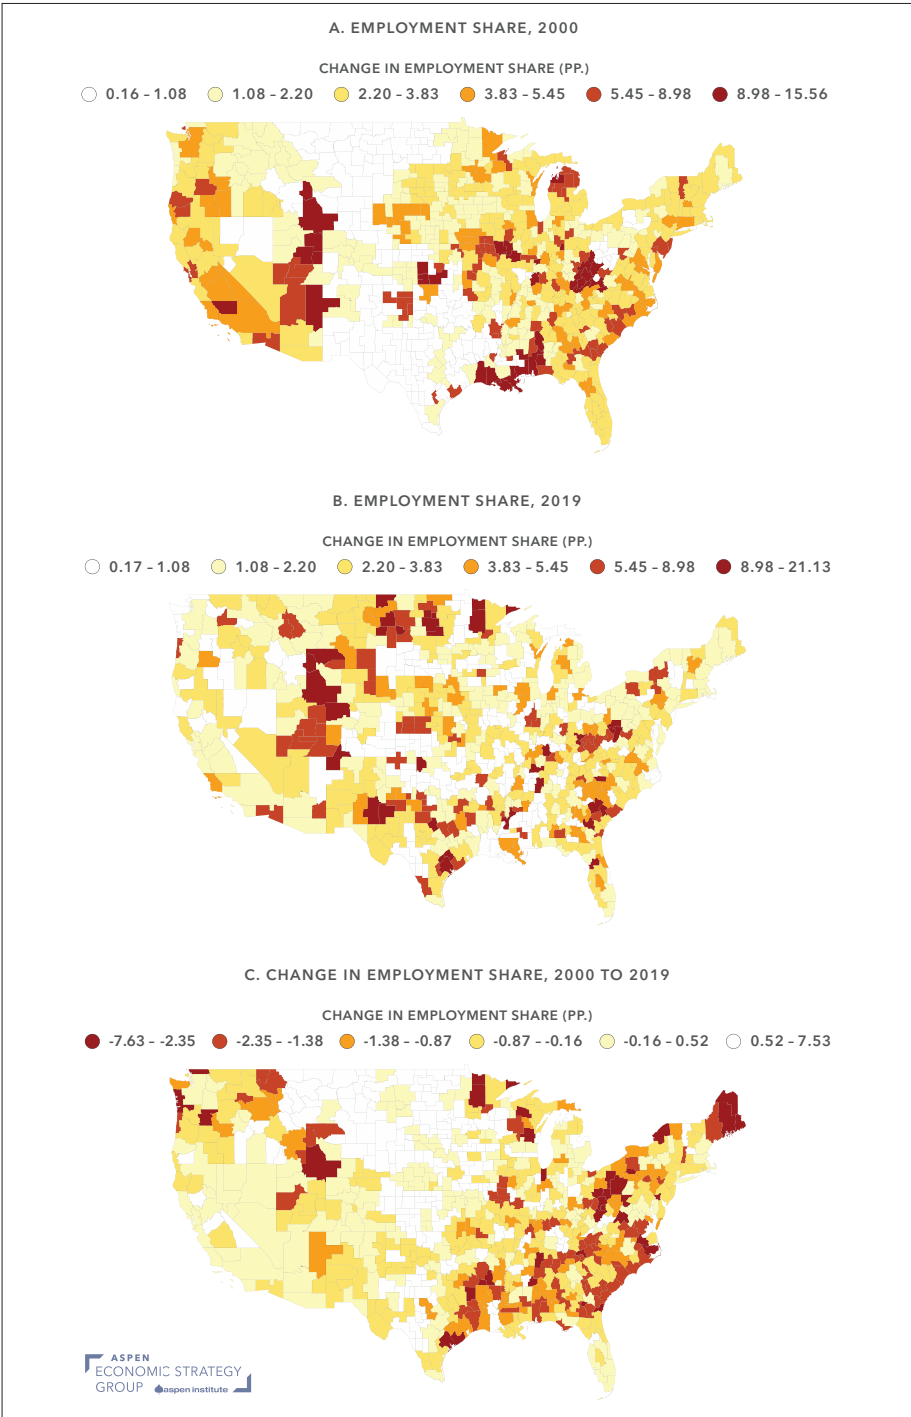 A. EMPLOYMENT SHARE, 2000
CHANGE IN EMPLOYMENT SHARE (PP.)
0.16 – 1.08 1.08 – 2.20 2.20 – 3.83 3.83 – 5.45 5.45 – 8.98 8.98 – 15.56
B. EMPLOYMENT SHARE, 2019
CHANGE IN EMPLOYMENT SHARE (PP.)
0.17 – 1.08 1.08 – 2.20 2.20 – 3.83 3.83 – 5.45 5.45 – 8.98 8.98 – 21.13
C. CHANGE IN EMPLOYMENT SHARE, 2000 TO 2019
CHANGE IN EMPLOYMENT SHARE (PP.)
-7.63 – -2.35 -2.35 – -1.38 -1.38 – -0.87 -0.87 – -0.16 -0.16 – 0.52 0.52 – 7.53
ASPEN
ECONOMIC STRATEGY
GROUP aspen institute